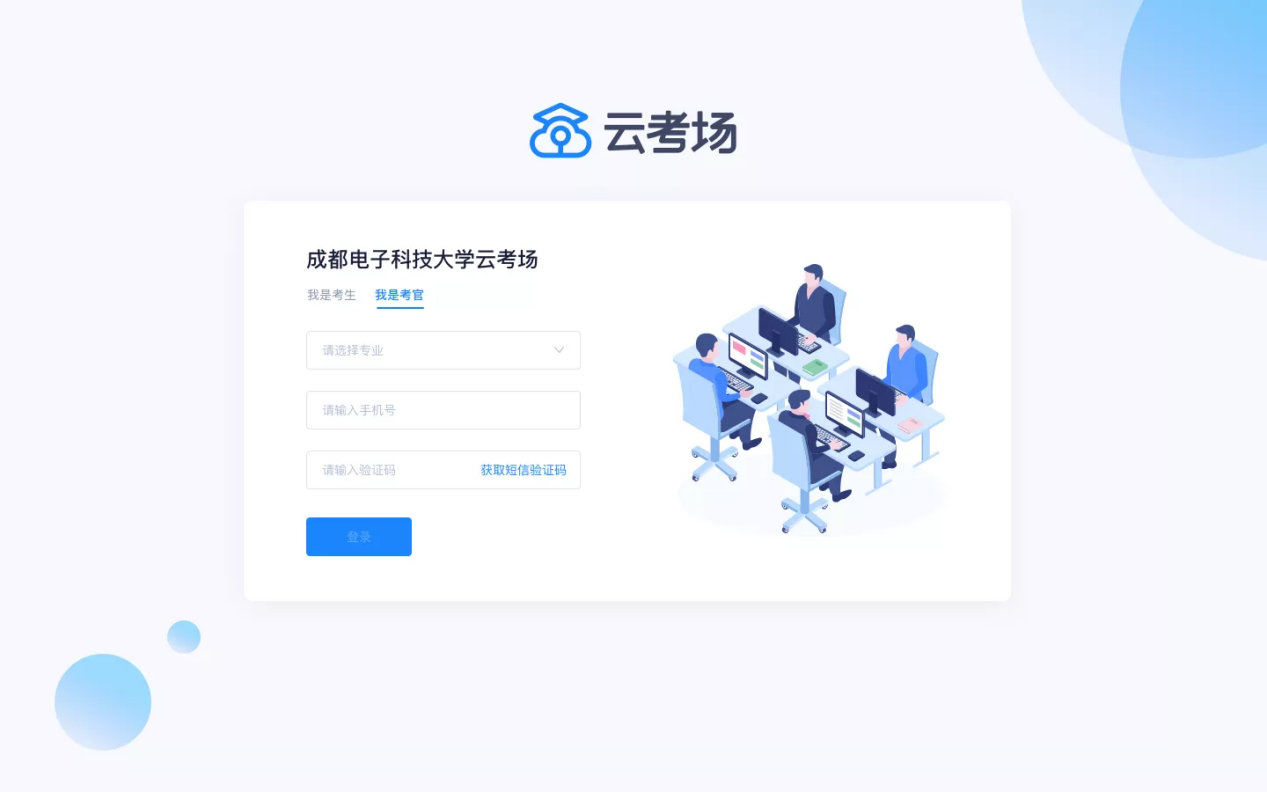 云考场
成都电子科技大学云考场
我是考生 我是考官
请选择专业
请输入手机号
请输入验证码 获取短信验证码
登录